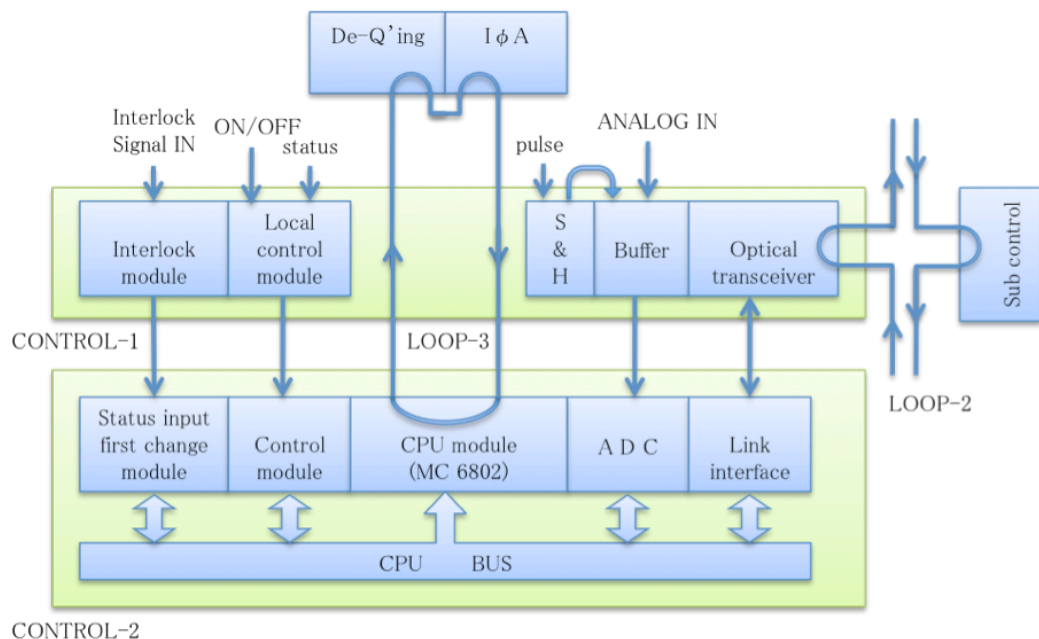 De-Q'ing
I φ A
Interlock
Signal IN
ON/OFF
status
pulse
ANALOG IN
Interlock
module
Local
control
module
S
&
H
Buffer
Optical
transceiver
Sub control
CONTROL-1
LOOP-3
LOOP-2
Status input
first change
module
Control
module
CPU module
(MC 6802)
A D C
Link
interface
CPU BUS
CONTROL-2